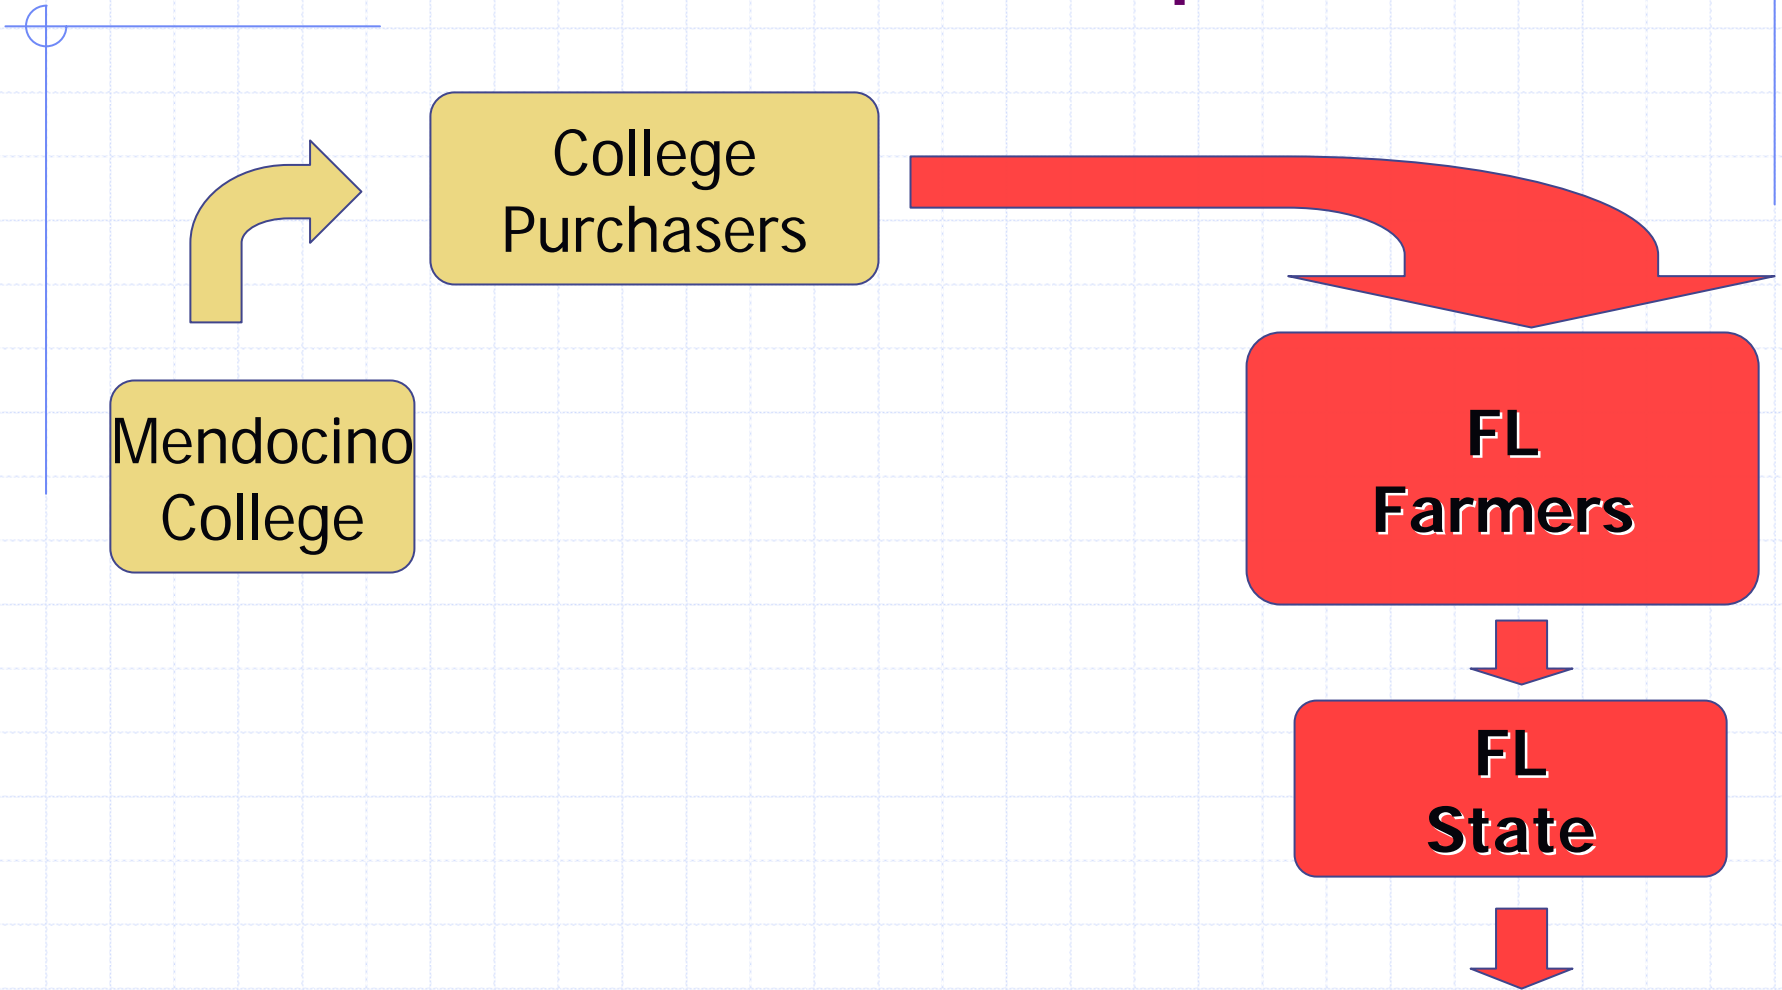 College
Purchasers
Mendocino
College
FL
Farmers
FL
State